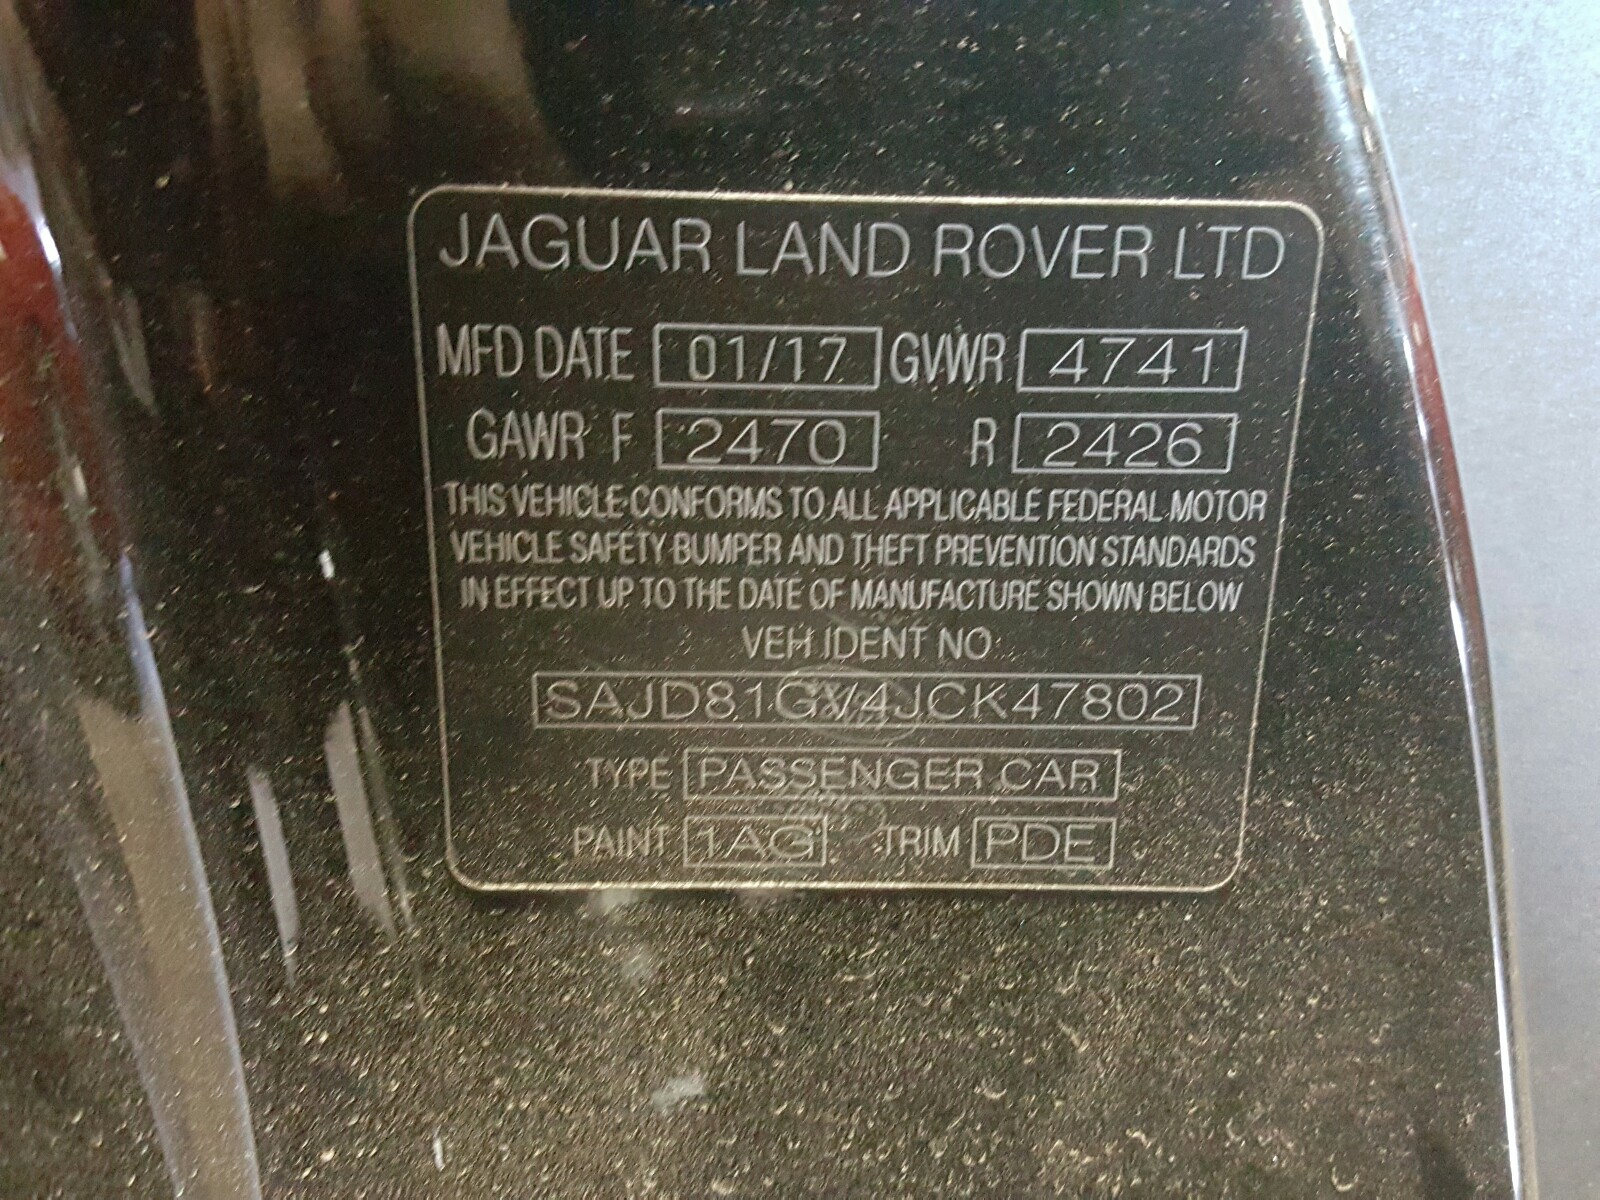 JAGUAR LAND ROVER LTD
MFD DATE 01/17 GVWR 4741
GAWR F 2470 R 2426
THIS VEHICLE CONFORMS TO ALL APPLICABLE FEDERAL MOTOR
VEHICLE SAFETY BUMPER AND THEFT PREVENTION STANDARDS
IN EFFECT UP TO THE DATE OF MANUFACTURE SHOWN BELOW
VEH IDENT NO
SAJD81GV4JCK47802
TYPE PASSENGER CAR
PAINT 1AG TRIM PDE